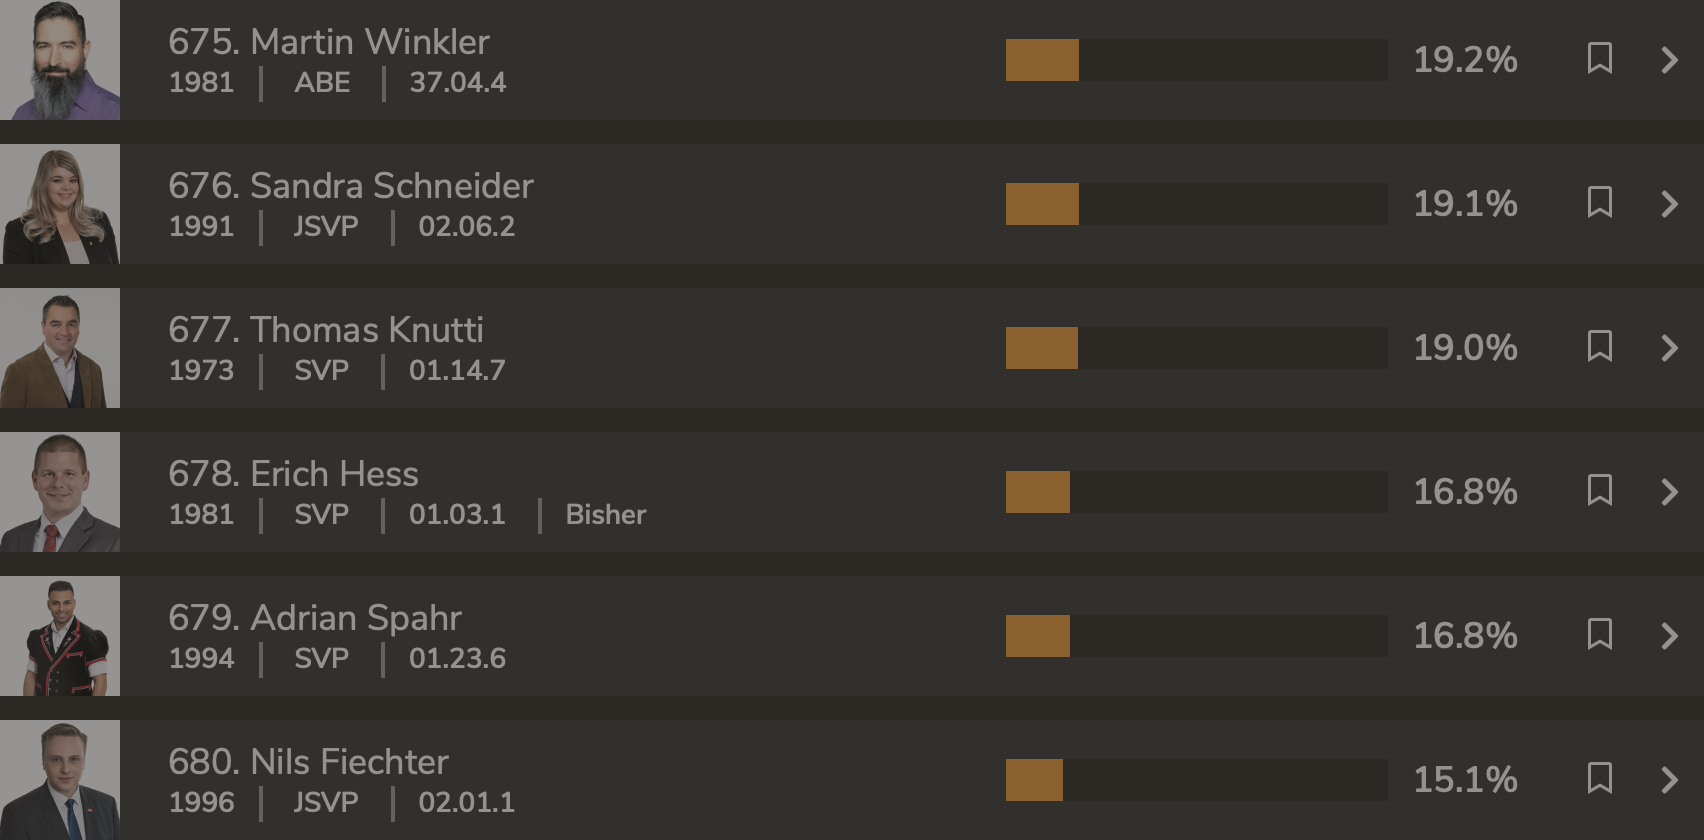 675. Martin Winkler
1981 | ABE | 37.04.4
19.2%
676. Sandra Schneider
1991 | JSVP | 02.06.2
19.1%
677. Thomas Knutti
1973 | SVP | 01.14.7
19.0%
678. Erich Hess
1981 | SVP | 01.03.1 | Bisher
16.8%
679. Adrian Spahr
1994 | SVP | 01.23.6
16.8%
680. Nils Fiechter
1996 | JSVP | 02.01.1
15.1%